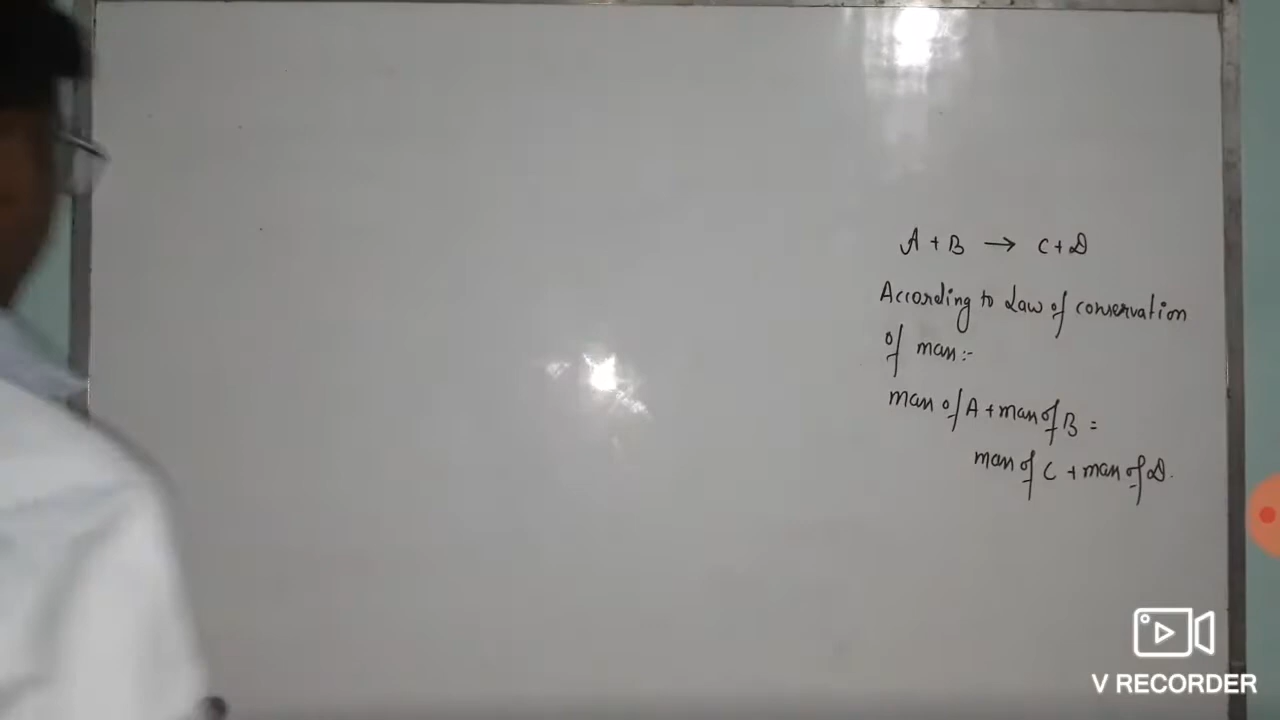 A + B → C + D
According to Law of conservation
of mass :-
mass of A + mass of B =
mass of C + mass of D.
V RECORDER